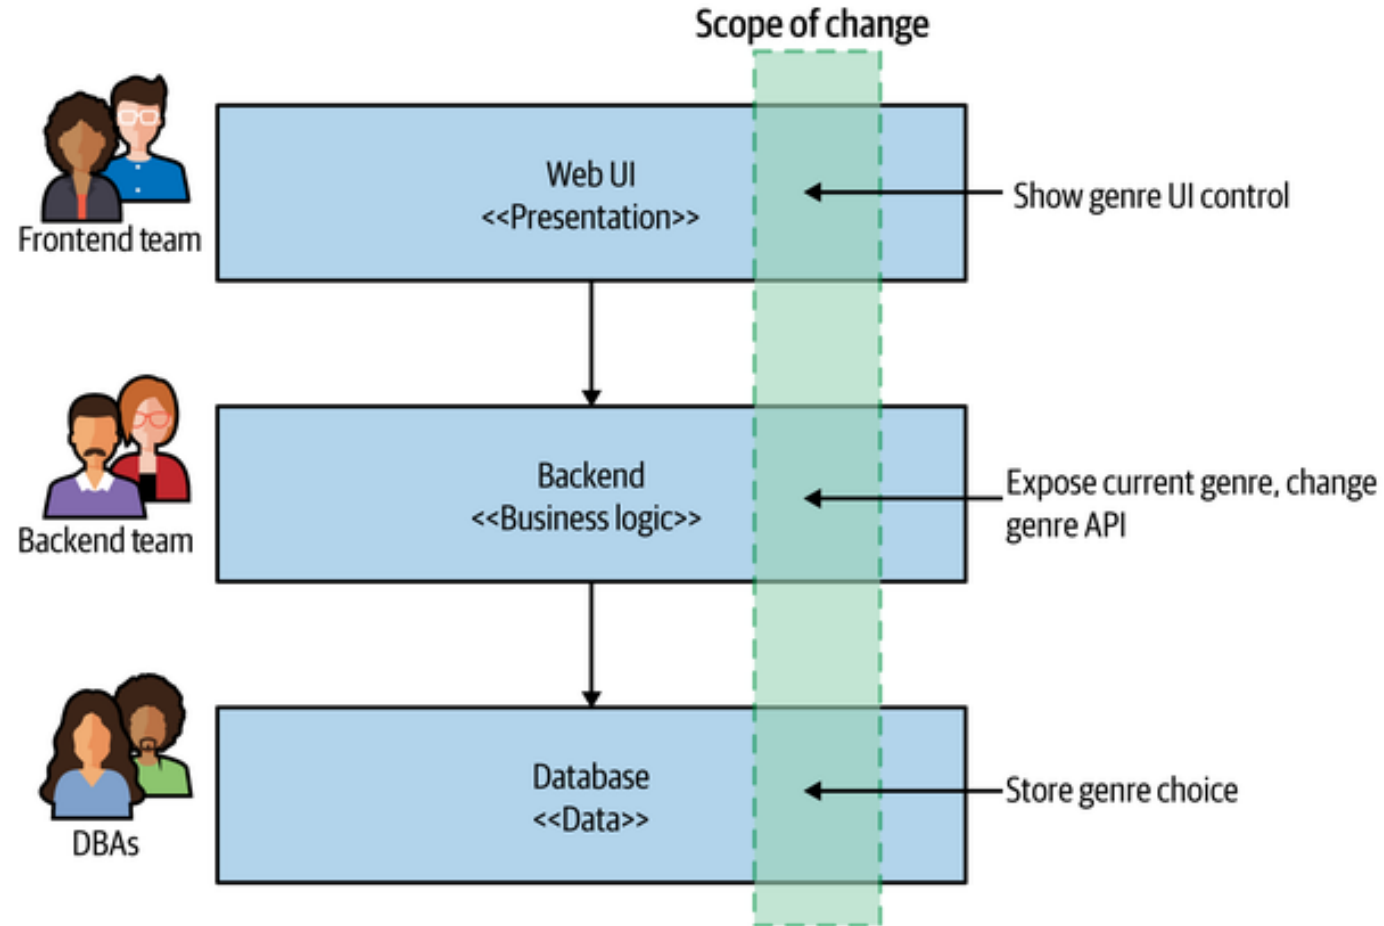 Scope of change
Web UI
<<Presentation>>
Show genre UI control
Frontend team
Backend
<<Business logic>>
Expose current genre, change
genre API
Backend team
Database
<<Data>>
Store genre choice
DBAs